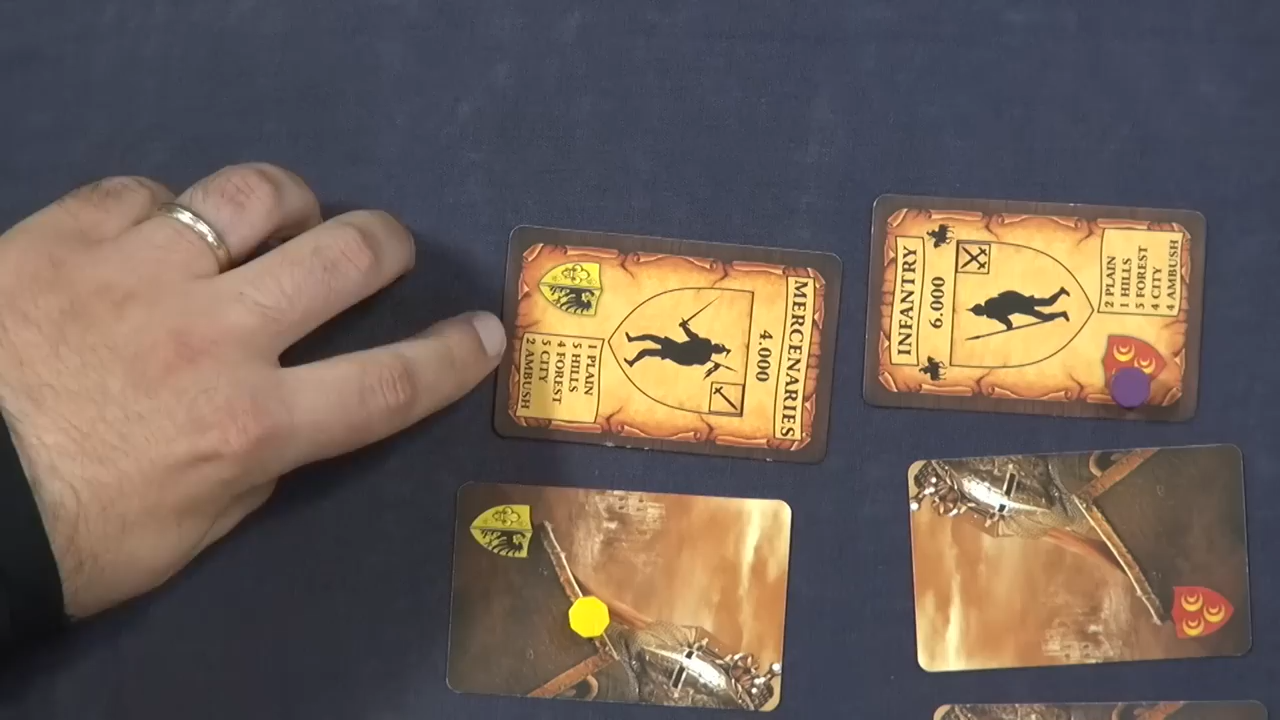 MERCENARIES
4.000
1 PLAIN
5 HILLS
4 FOREST
5 CITY
2 AMBUSH
INFANTRY
6.000
2 PLAIN
1 HILLS
5 FOREST
4 CITY
4 AMBUSH